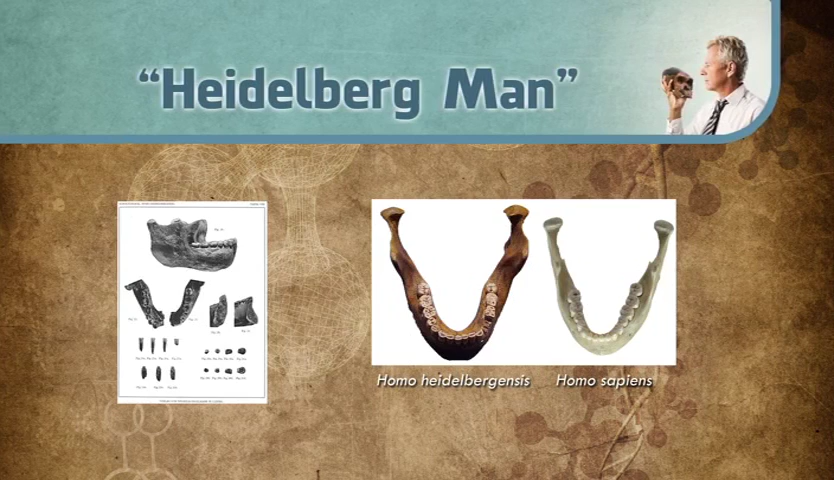 “Heidelberg Man”
Homo heidelbergensis
Homo sapiens